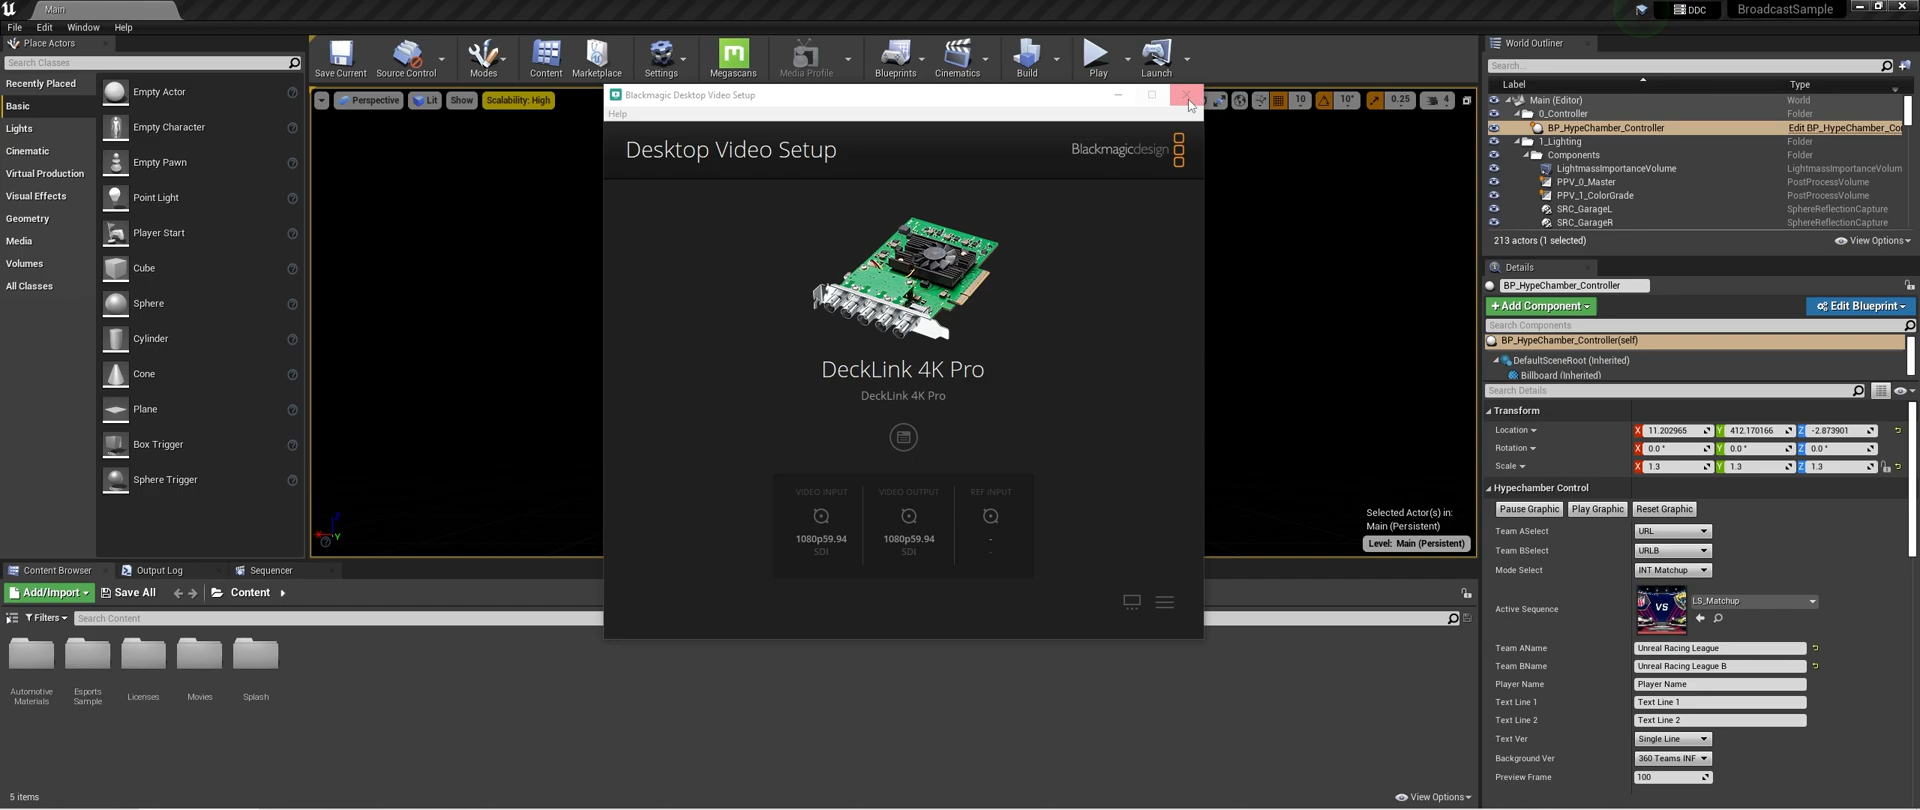 Main
DDC
BroadcastSample
File Edit Window Help
Place Actors
Search Classes
Recently Placed
Basic
Lights
Cinematic
Virtual Production
Visual Effects
Geometry
Media
Volumes
All Classes
Empty Actor
Empty Character
Empty Pawn
Point Light
Player Start
Cube
Sphere
Cylinder
Cone
Plane
Box Trigger
Sphere Trigger
Save Current
Source Control
Modes
Content
Marketplace
Settings
Megascans
Media Profile
Blueprints
Cinematics
Build
Play
Launch
Perspective
Lit
Show
Scalability: High
10
10°
0.25
4
Blackmagic Desktop Video Setup
Help
Desktop Video Setup
Blackmagicdesign
DeckLink 4K Pro
DeckLink 4K Pro
VIDEO INPUT VIDEO OUTPUT REF INPUT
1080p59.94 1080p59.94 -
SDI SDI -
Selected Actor(s) in:
Main (Persistent)
Level: Main (Persistent)
Y
Content Browser
Output Log
Sequencer
Add/Import
Save All
Content
Filters
Search Content
Automotive
Materials
Esports
Sample
Licenses
Movies
Splash
5 items
View Options
World Outliner
Search...
Label Type
Main (Editor) World
0_Controller Folder
BP_HypeChamber_Controller Edit BP_HypeChamber_Co
1_Lighting Folder
Components Folder
LightmassImportanceVolume LightmassImportanceVolum
PPV_0_Master PostProcessVolume
PPV_1_ColorGrade PostProcessVolume
SRC_GarageL SphereReflectionCapture
SRC_GarageR SphereReflectionCapture
213 actors (1 selected)
View Options
Details
BP_HypeChamber_Controller
+ Add Component
Edit Blueprint
Search Components
BP_HypeChamber_Controller(self)
DefaultSceneRoot (Inherited)
Billboard (Inherited)
Search Details
Transform
Location X 11.202965 Y 412.170166 Z -2.873901
Rotation X 0.0 ° Y 0.0 ° Z 0.0 °
Scale X 1.3 Y 1.3 Z 1.3
Hypechamber Control
Pause Graphic Play Graphic Reset Graphic
Team ASelect URL
Team BSelect URLB
Mode Select INT Matchup
Active Sequence VS LS_Matchup
Team AName Unreal Racing League
Team BName Unreal Racing League B
Player Name Player Name
Text Line 1 Text Line 1
Text Line 2 Text Line 2
Text Ver Single Line
Background Ver 360 Teams INF
Preview Frame 100